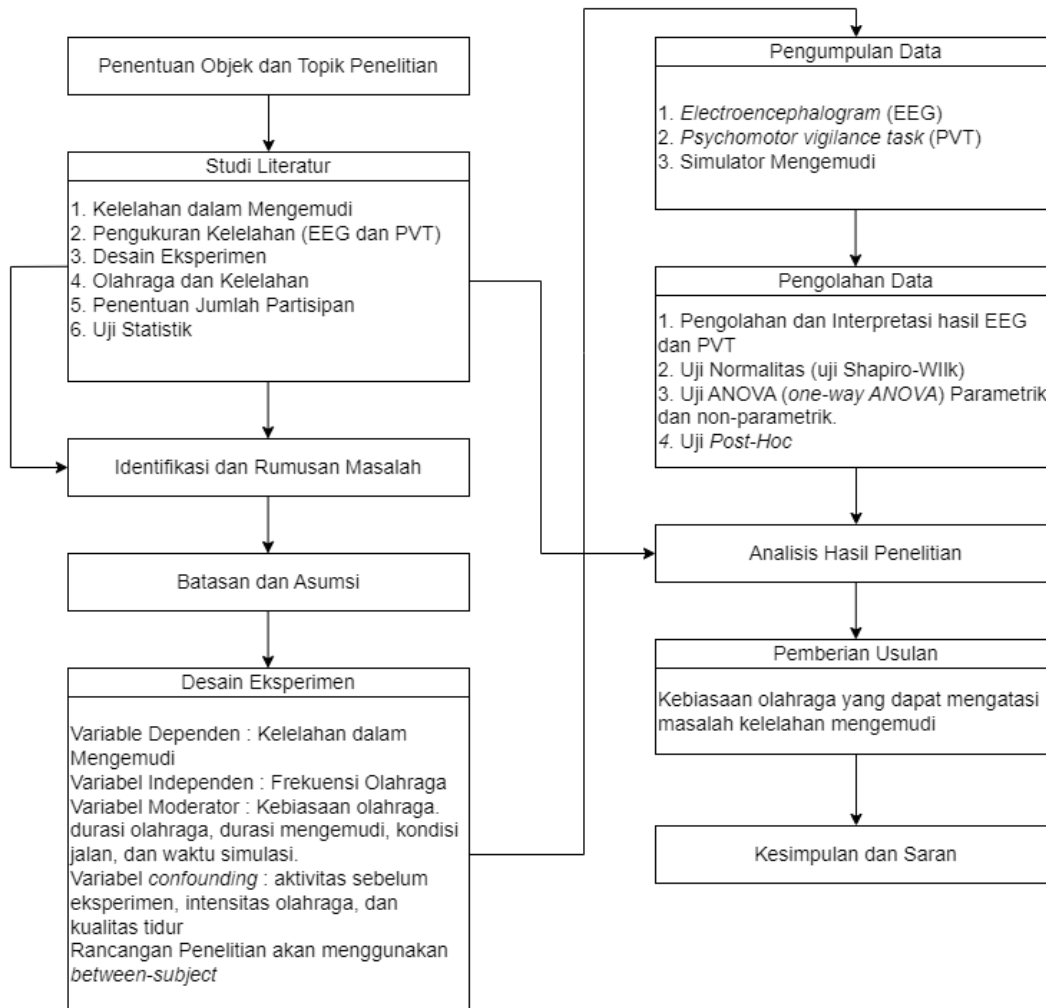 Penentuan Objek dan Topik Penelitian
Studi Literatur
1. Kelelahan dalam Mengemudi
2. Pengukuran Kelelahan (EEG dan PVT)
3. Desain Eksperimen
4. Olahraga dan Kelelahan
5. Penentuan Jumlah Partisipan
6. Uji Statistik
Identifikasi dan Rumusan Masalah
Batasan dan Asumsi
Desain Eksperimen
Variable Dependen : Kelelahan dalam
Mengemudi
Variabel Independen : Frekuensi Olahraga
Variabel Moderator : Kebiasaan olahraga.
durasi olahraga, durasi mengemudi, kondisi
jalan, dan waktu simulasi.
Variabel confounding : aktivitas sebelum
eksperimen, intensitas olahraga, dan
kualitas tidur
Rancangan Penelitian akan menggunakan
between-subject
Pengumpulan Data
1. Electroencephalogram (EEG)
2. Psychomotor vigilance task (PVT)
3. Simulator Mengemudi
Pengolahan Data
1. Pengolahan dan Interpretasi hasil EEG
dan PVT
2. Uji Normalitas (uji Shapiro-WIlk)
3. Uji ANOVA (one-way ANOVA) Parametrik
dan non-parametrik.
4. Uji Post-Hoc
Analisis Hasil Penelitian
Pemberian Usulan
Kebiasaan olahraga yang dapat mengatasi
masalah kelelahan mengemudi
Kesimpulan dan Saran